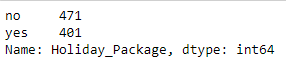 no     471
yes    401
Name: Holiday_Package, dtype: int64